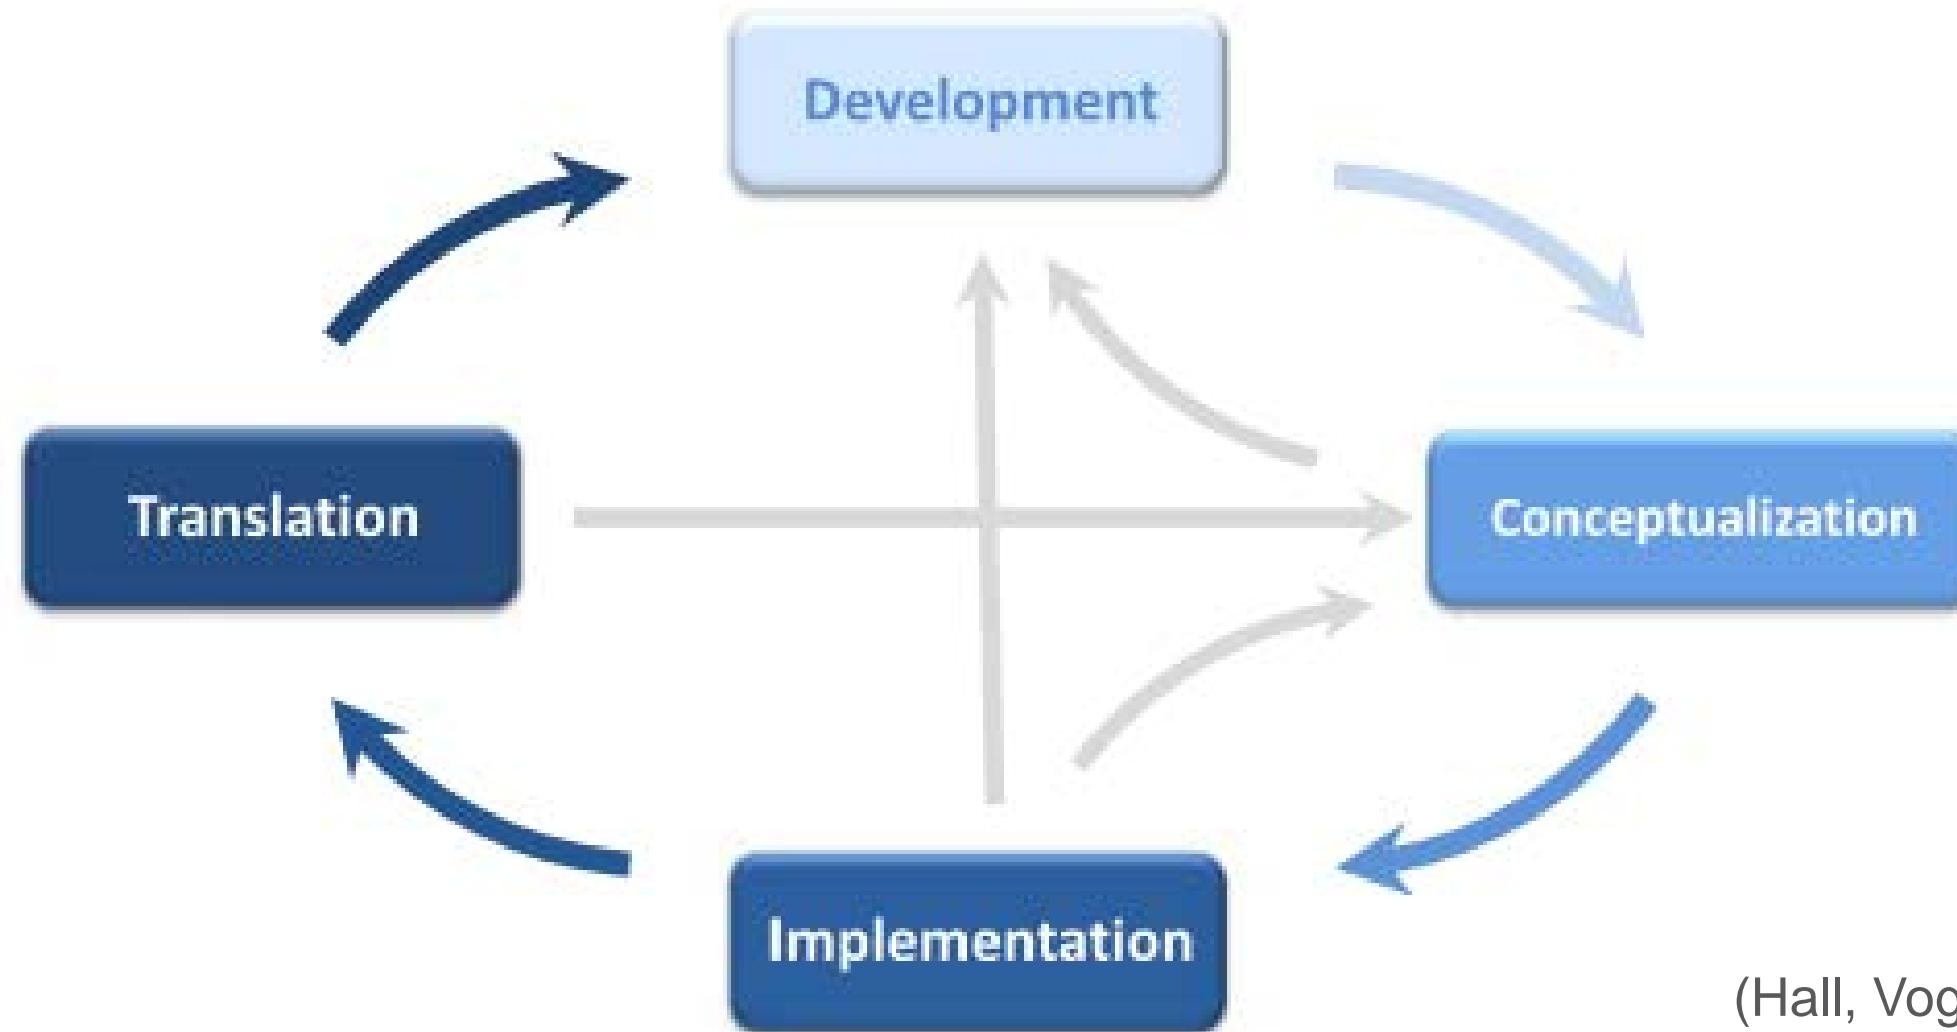 Development
Translation
Conceptualization
Implementation
(Hall, Vog